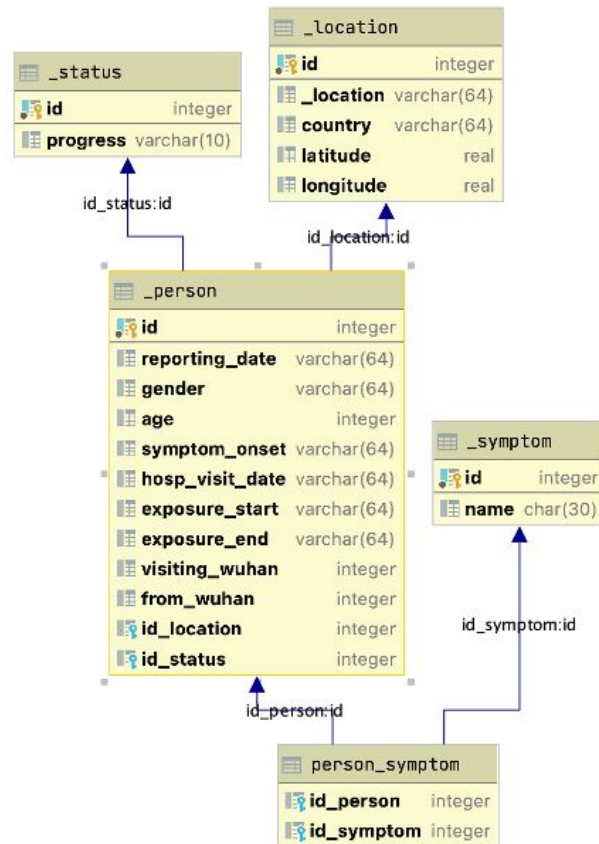 _status
id integer
progress varchar(10)
_location
id integer
_location varchar(64)
country varchar(64)
latitude real
longitude real
id_status:id
id_location:id
_person
id integer
reporting_date varchar(64)
gender varchar(64)
age integer
symptom_onset varchar(64)
hosp_visit_date varchar(64)
exposure_start varchar(64)
exposure_end varchar(64)
visiting_wuhan integer
from_wuhan integer
id_location integer
id_status integer
_symptom
id integer
name char(30)
id_symptom:id
id_person:id
person_symptom
id_person integer
id_symptom integer